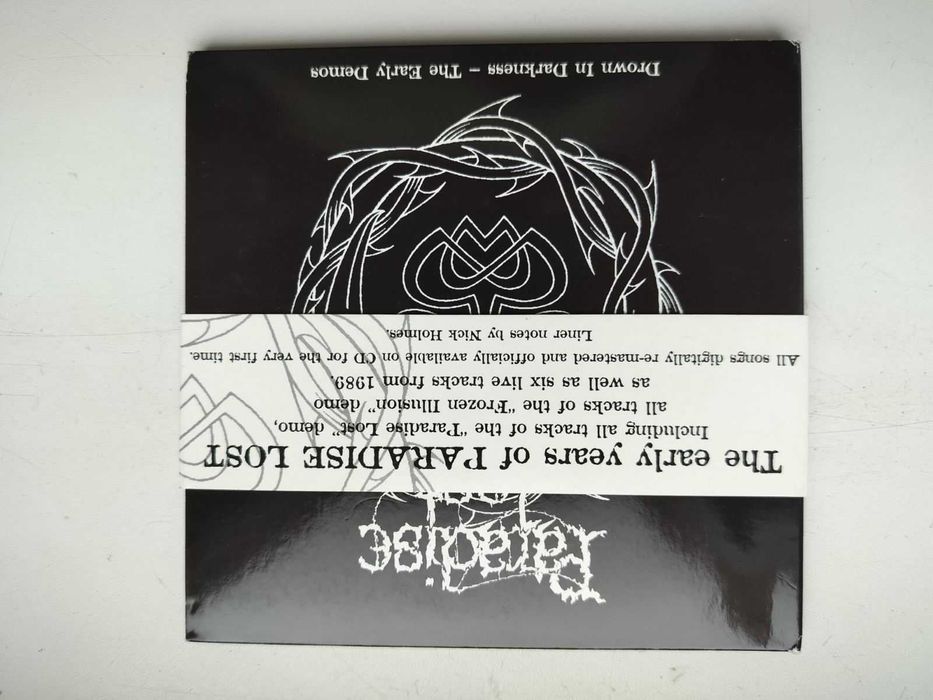 Paradise
Lost
The early years of PARADISE LOST
Including all tracks of the "Paradise Lost" demo,
all tracks of the "Frozen Illusion" demo
as well as six live tracks from 1989.
All songs digitally re-mastered and officially available on CD for the very first time.
Liner notes by Nick Holmes.
Drown In Darkness – The Early Demos